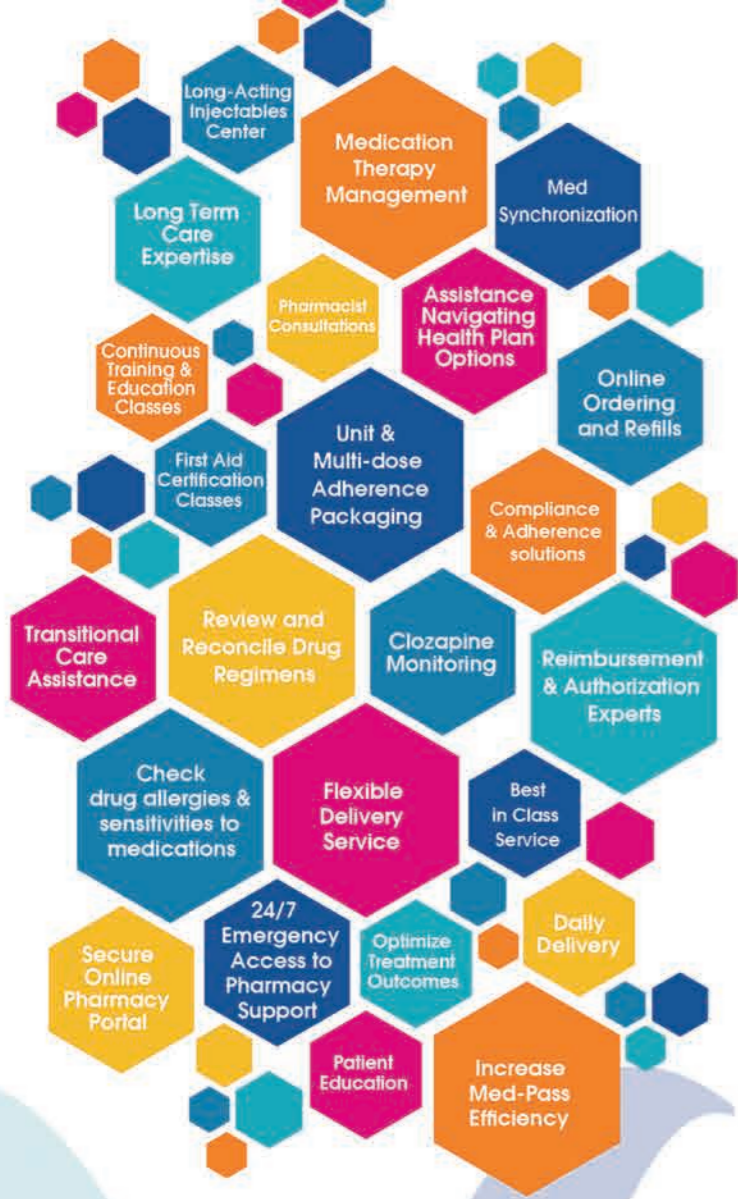 Long-Acting
Injectables
Center
Medication
Therapy
Management
Med
Synchronization
Long Term
Care
Expertise
Pharmacist
Consultations
Assistance
Navigating
Health Plan
Options
Continuous
Training &
Education
Classes
Online
Ordering
and Refills
Unit &
Multi-dose
Adherence
Packaging
First Aid
Certification
Classes
Compliance
& Adherence
solutions
Transitional
Care
Assistance
Review and
Reconcile Drug
Regimens
Clozapine
Monitoring
Reimbursement
& Authorization
Experts
Check
drug allergies &
sensitivities to
medications
Flexible
Delivery
Service
Best
in Class
Service
24/7
Emergency
Access to
Pharmacy
Support
Secure
Online
Pharmacy
Portal
Optimize
Treatment
Outcomes
Daily
Delivery
Patient
Education
Increase
Med-Pass
Efficiency